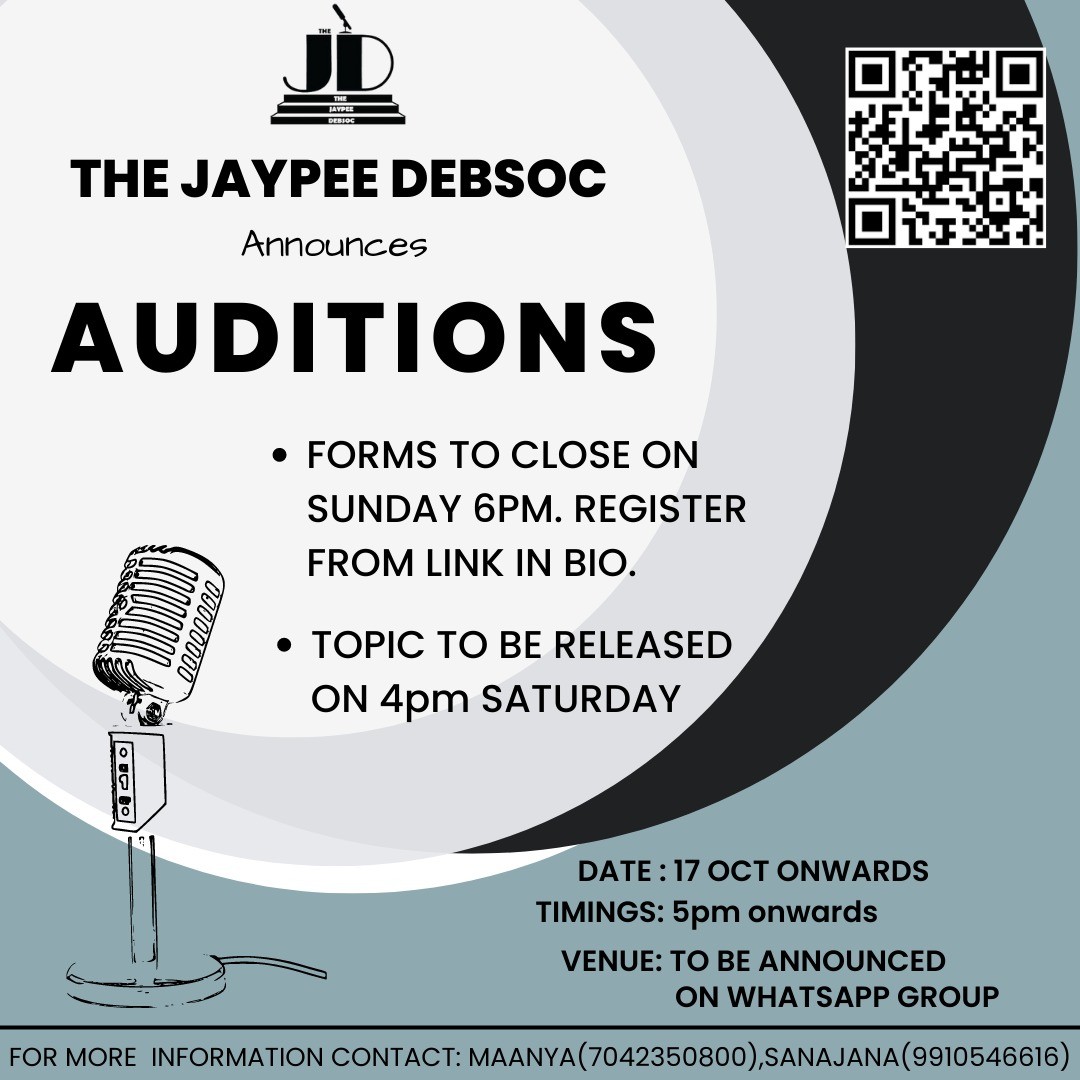 THE
JD
THE
JAYPEE
DEBSOC
THE JAYPEE DEBSOC
Announces
AUDITIONS
• FORMS TO CLOSE ON
SUNDAY 6PM. REGISTER
FROM LINK IN BIO.
• TOPIC TO BE RELEASED
ON 4pm SATURDAY
DATE : 17 OCT ONWARDS
TIMINGS: 5pm onwards
VENUE: TO BE ANNOUNCED
ON WHATSAPP GROUP
FOR MORE INFORMATION CONTACT: MAANYA(7042350800),SANAJANA(9910546616)